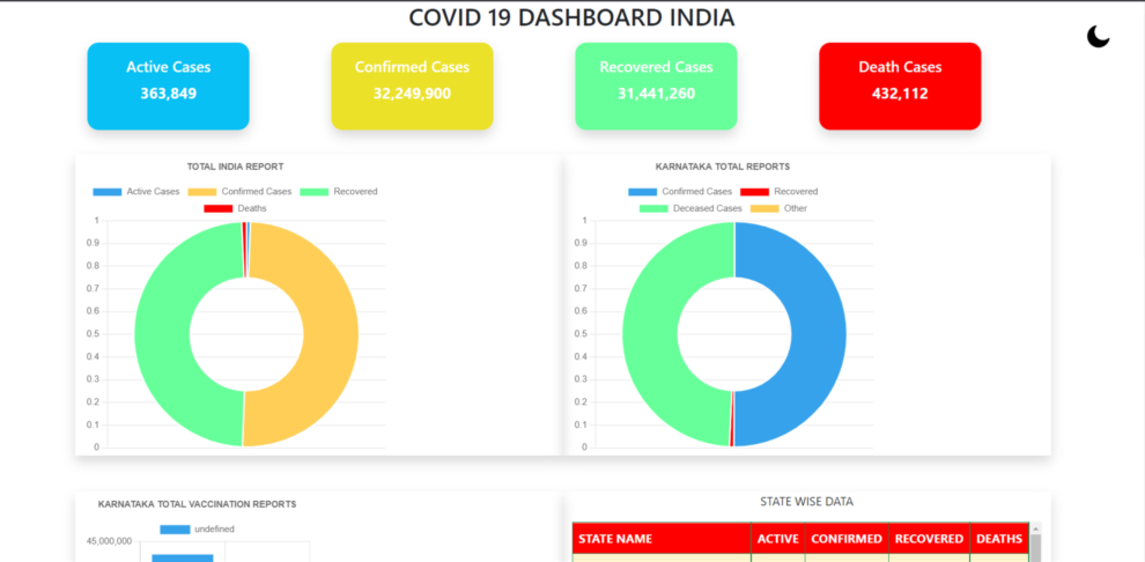 COVID 19 DASHBOARD INDIA
Active Cases
363,849
Confirmed Cases
32,249,900
Recovered Cases
31,441,260
Death Cases
432,112
TOTAL INDIA REPORT
Active Cases Confirmed Cases Recovered
Deaths
1
0.9
0.8
0.7
0.6
0.5
0.4
0.3
0.2
0.1
0
KARNATAKA TOTAL REPORTS
Confirmed Cases Recovered
Deceased Cases Other
1
0.9
0.8
0.7
0.6
0.5
0.4
0.3
0.2
0.1
0
KARNATAKA TOTAL VACCINATION REPORTS
undefined
45,000,000
STATE WISE DATA
STATE NAME ACTIVE CONFIRMED RECOVERED DEATHS